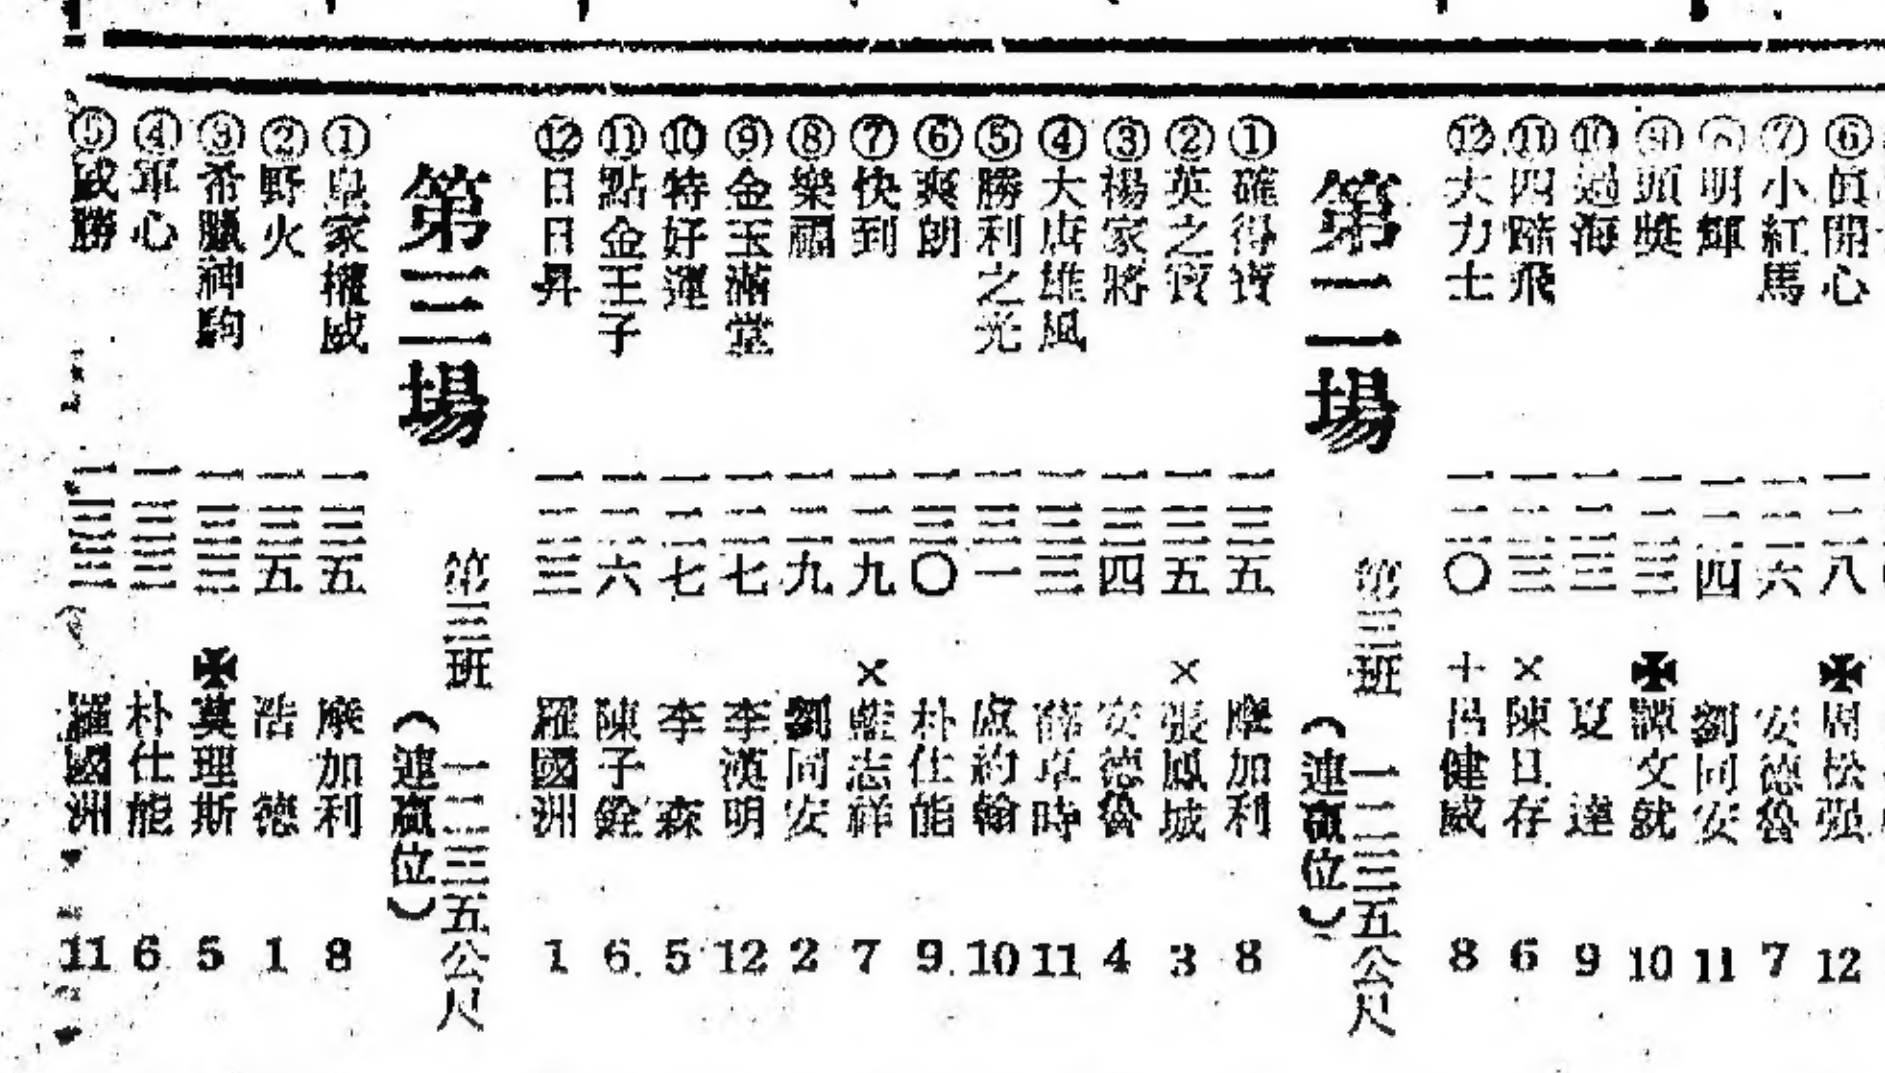 ⑥慎開心 一二八 ✠周松强 12
⑦小紅馬 一二六 安德魯 7
⑧明輝 一二四 劉同安 11
⑨頭獎 一二三 ✠譚文就 10
⑩過海 一二三 夏達 9
⑪四蹄飛 一二三 ×陳日存 6
⑫大力士 一二〇 +呂健威 8
第二場 第三班 一二三五公尺
(連贏位)
①確得寶 一三五 摩加利 8
②英之寶 一三五 ×張鳳城 3
③楊家將 一三四 安德魯 4
④大唐雄風 一三三 薛卓時 11
⑤勝利之光 一三一 盧約翰 10
⑥爽朗 一三〇 朴仕能 9
⑦快到 一二九 ×藍志祥 7
⑧樂福 一二九 劉同安 2
⑨金玉滿堂 一二七 李漢明 12
⑩特好運 一二七 李森 5
⑪點金王子 一二六 陳子銓 6
⑫日日昇 一二三 羅國洲 1
第三場 第三班 一二三五公尺
(連贏位)
①皇家權威 一三五 摩加利 8
②野火 一三五 浩德 1
③希臘神駒 一三三 ✠莫理斯 5
④軍心 一三三 朴仕能 6
⑤威勝 一三三 羅國洲 11